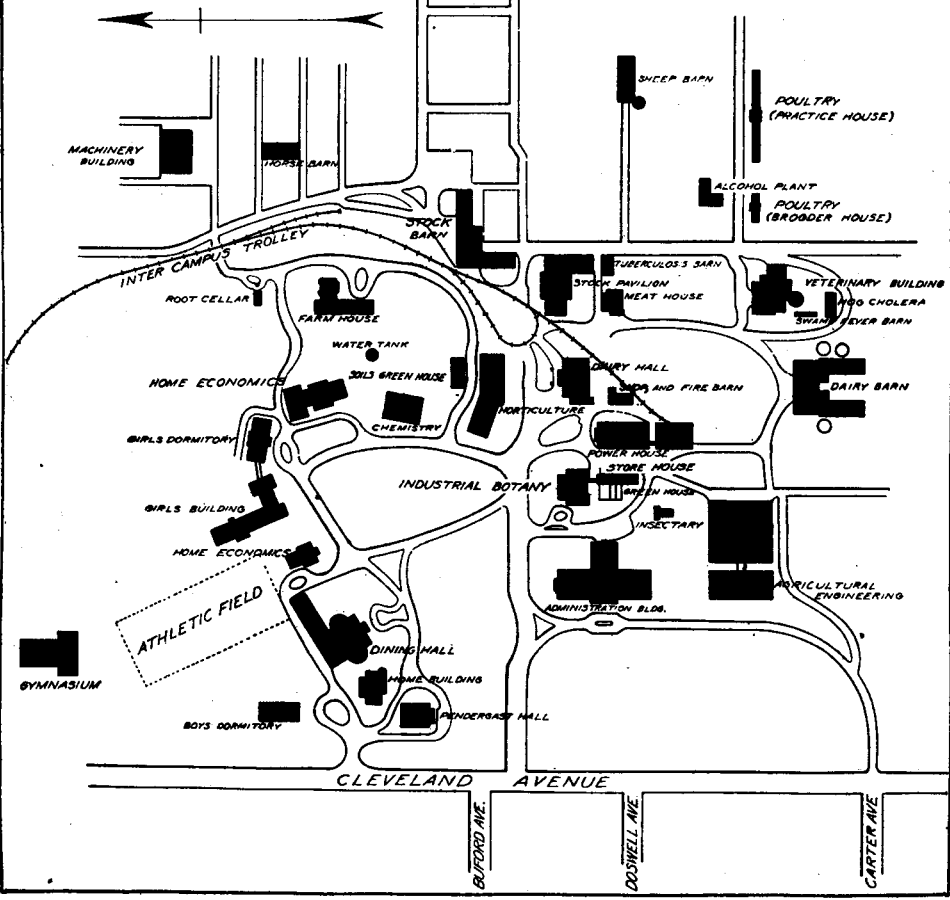 SHEEP BARN
POULTRY
(PRACTICE HOUSE)
MACHINERY
BUILDING
HORSE BARN
ALCOHOL PLANT
POULTRY
(BROODER HOUSE)
STOCK
BARN
INTER CAMPUS TROLLEY
TUBERCULOSIS BARN
STOCK PAVILION
MEAT HOUSE
VETERINARY BUILDING
HOG CHOLERA
SWAMP FEVER BARN
ROOT CELLAR
FARM HOUSE
WATER TANK
SOILS GREEN HOUSE
DAIRY HALL
HOME ECONOMICS
AND FIRE BARN
DAIRY BARN
HORTICULTURE
CHEMISTRY
GIRLS DORMITORY
POWER HOUSE
STORE HOUSE
INDUSTRIAL BOTANY
GREEN HOUSE
GIRLS BUILDING
INSECTARY
HOME ECONOMICS
AGRICULTURAL
ENGINEERING
ATHLETIC FIELD
ADMINISTRATION BLDG.
DINING HALL
HOME BUILDING
GYMNASIUM
BOYS DORMITORY
PENDERGAST HALL
CLEVELAND AVENUE
BUFORD AVE.
DOSWELL AVE.
CARTER AVE